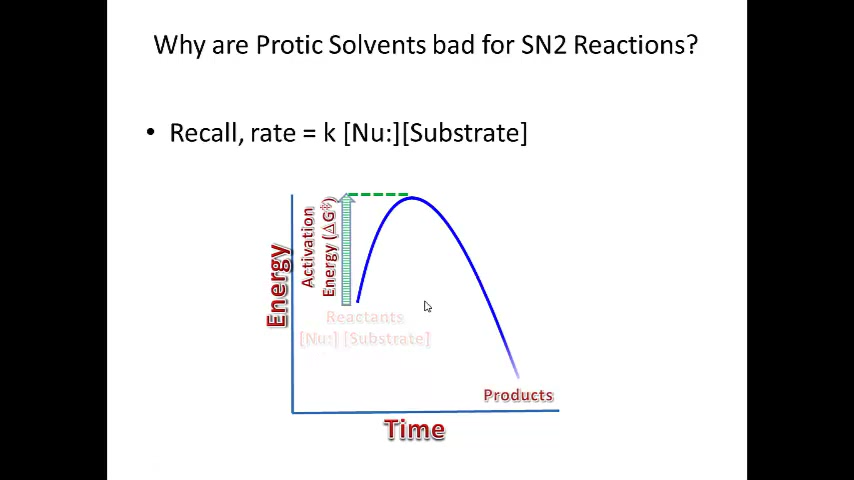 Why are Protic Solvents bad for SN2 Reactions?
• Recall, rate = k [Nu:][Substrate]
Energy
Activation
Energy (ΔG‡)
Reactants
[Nu:] [Substrate]
Products
Time